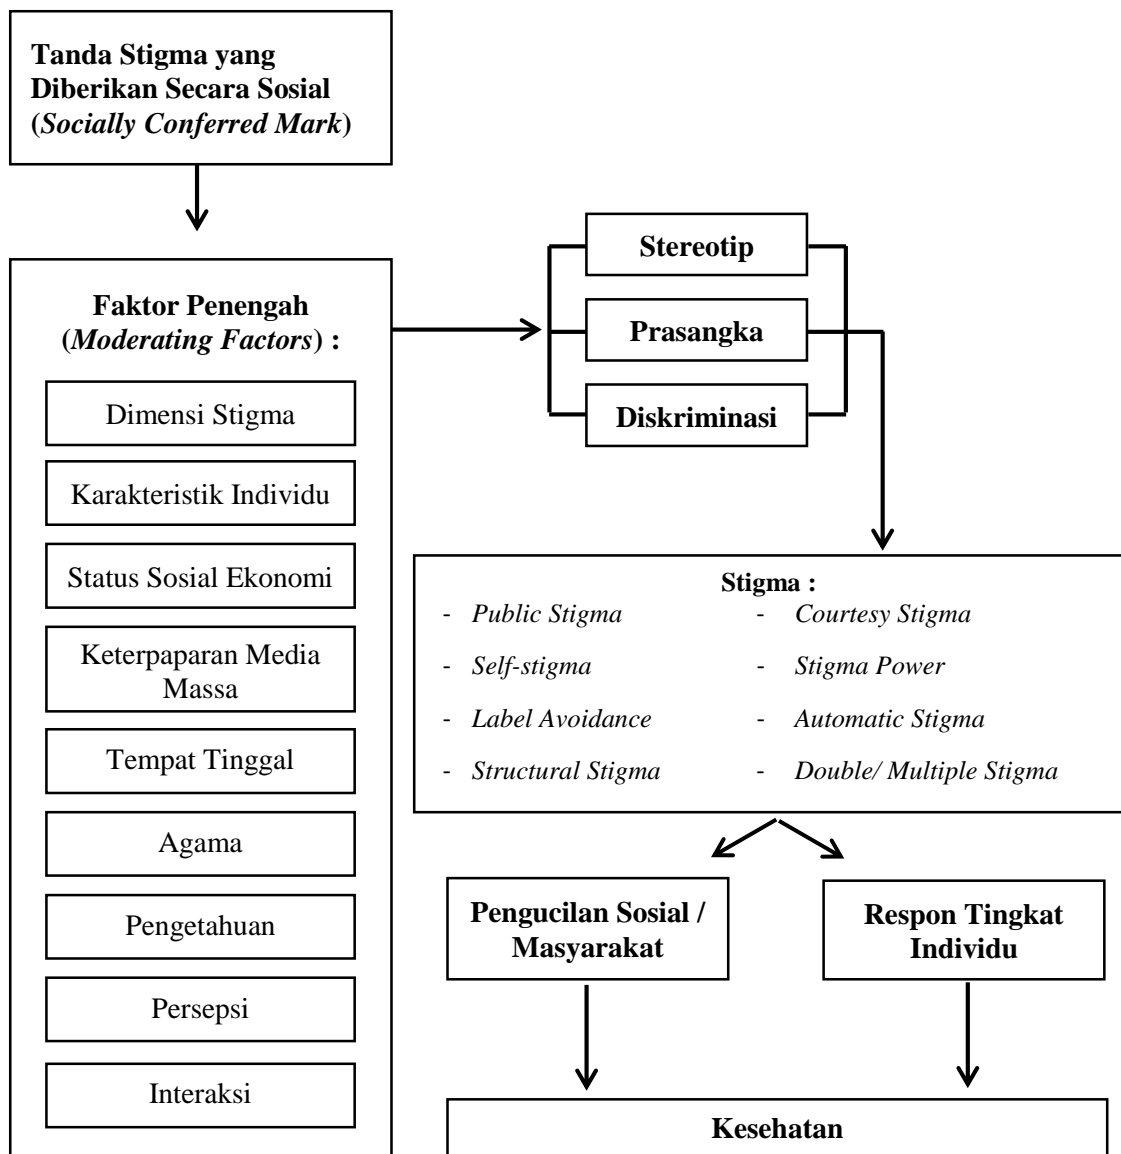 Tanda Stigma yang
Diberikan Secara Sosial
(Socially Conferred Mark)
Faktor Penengah
(Moderating Factors) :
Dimensi Stigma
Karakteristik Individu
Status Sosial Ekonomi
Keterpaparan Media
Massa
Tempat Tinggal
Agama
Pengetahuan
Persepsi
Interaksi
Stereotip
Prasangka
Diskriminasi
Stigma :
- Public Stigma
- Self-stigma
- Label Avoidance
- Structural Stigma
- Courtesy Stigma
- Stigma Power
- Automatic Stigma
- Double/ Multiple Stigma
Pengucilan Sosial /
Masyarakat
Respon Tingkat
Individu
Kesehatan